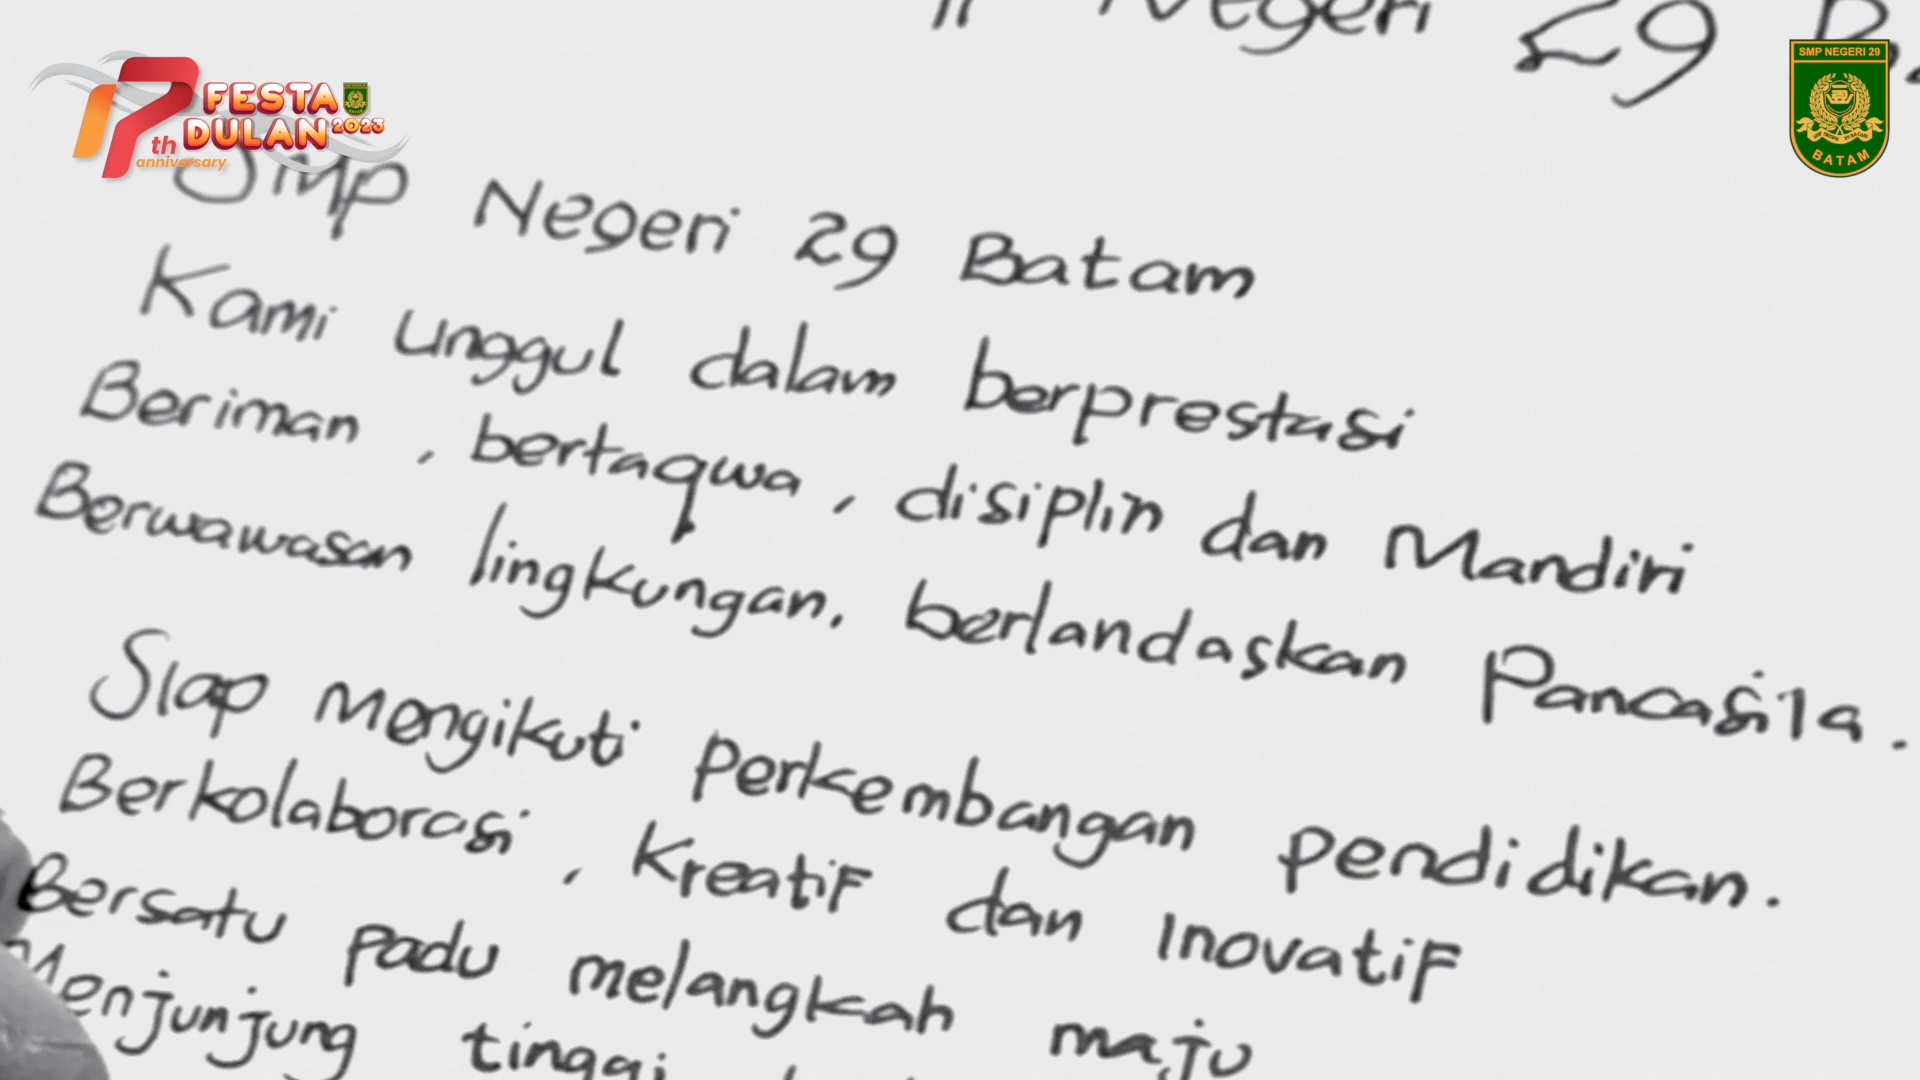 Negeri 29
SMP NEGERI 29
BATAM
17th anniversary
FESTA DULAN 2023
SMP Negeri 29 Batam
Kami unggul dalam berprestasi
Beriman, bertaqwa, disiplin dan Mandiri
Berwawasan lingkungan, berlandaskan Pancasila.
Siap Mengikuti Perkembangan pendidikan.
Berkolaborasi, Kreatif dan Inovatif
Bersatu padu melangkah maju
Menjunjung tinggi